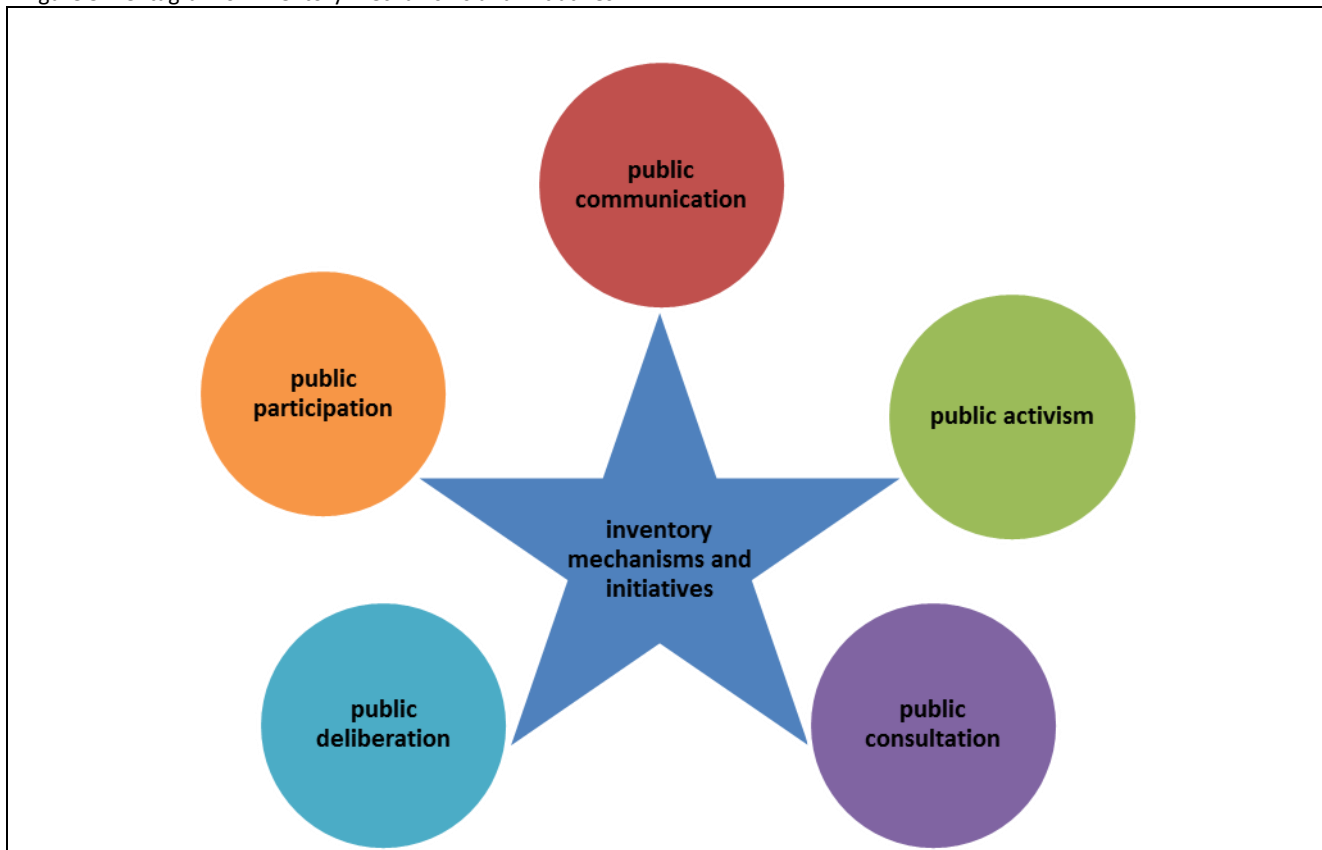 public
communication
public
participation
public activism
inventory
mechanisms and
initiatives
public
deliberation
public
consultation